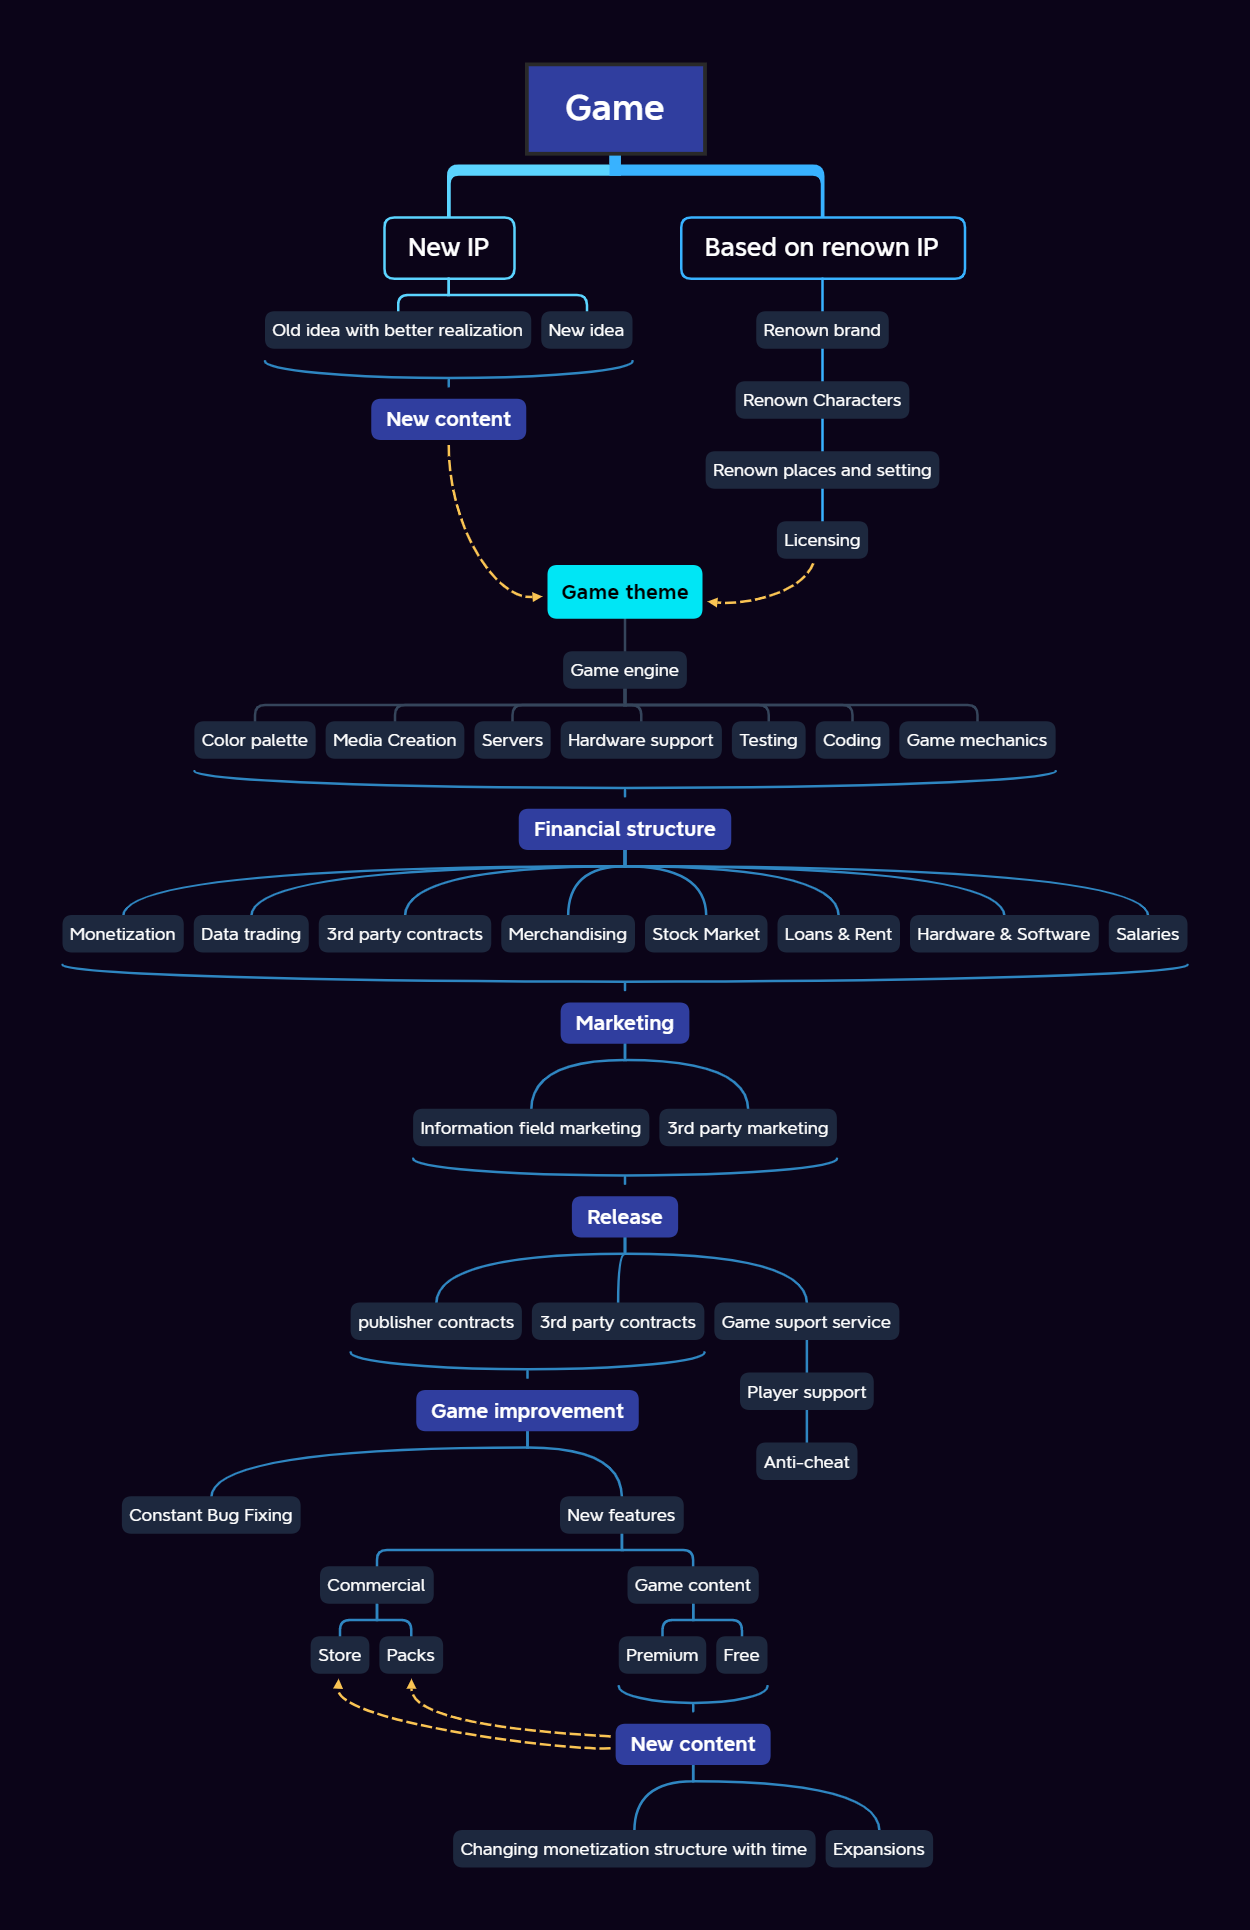 Game
New IP
Based on renown IP
Old idea with better realization
New idea
Renown brand
New content
Renown Characters
Renown places and setting
Licensing
Game theme
Game engine
Color palette
Media Creation
Servers
Hardware support
Testing
Coding
Game mechanics
Financial structure
Monetization
Data trading
3rd party contracts
Merchandising
Stock Market
Loans & Rent
Hardware & Software
Salaries
Marketing
Information field marketing
3rd party marketing
Release
publisher contracts
3rd party contracts
Game suport service
Player support
Game improvement
Anti-cheat
Constant Bug Fixing
New features
Commercial
Game content
Store
Packs
Premium
Free
New content
Changing monetization structure with time
Expansions